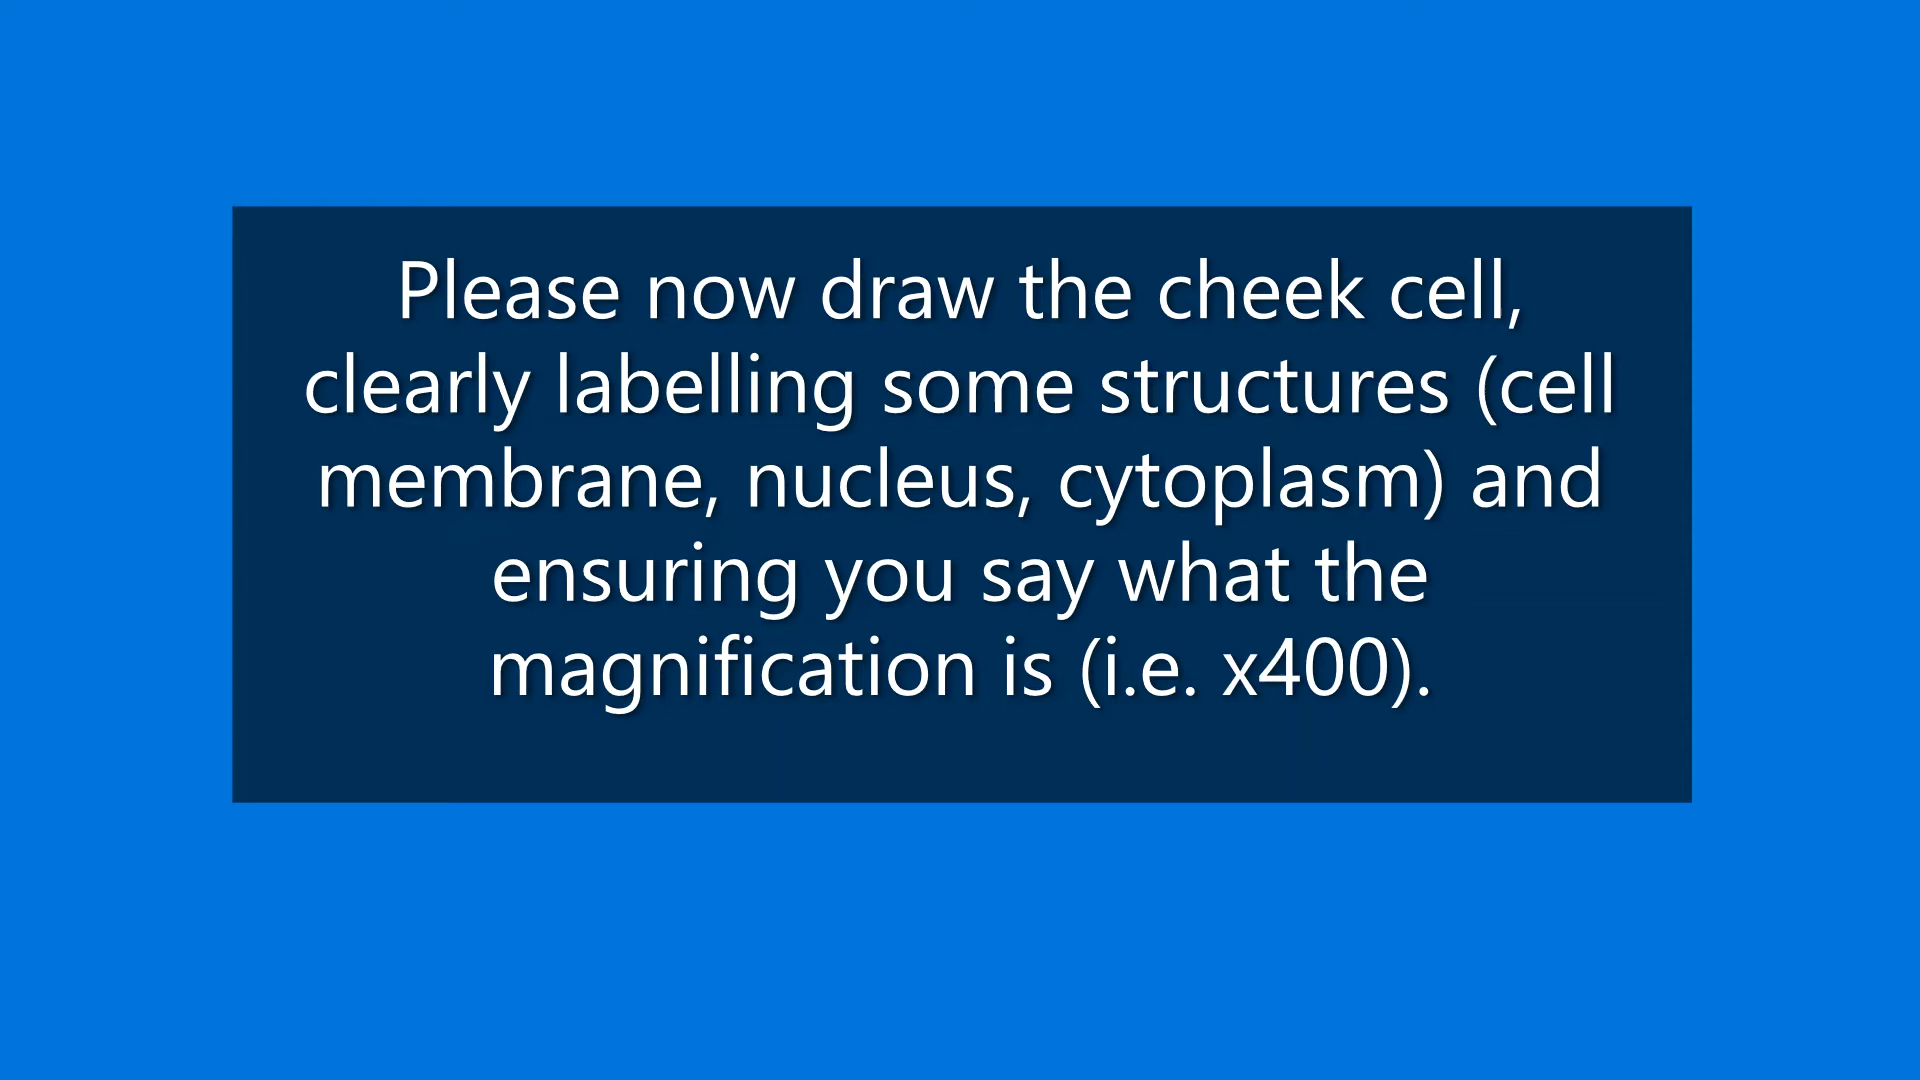 Please now draw the cheek cell,
clearly labelling some structures (cell
membrane, nucleus, cytoplasm) and
ensuring you say what the
magnification is (i.e. x400).